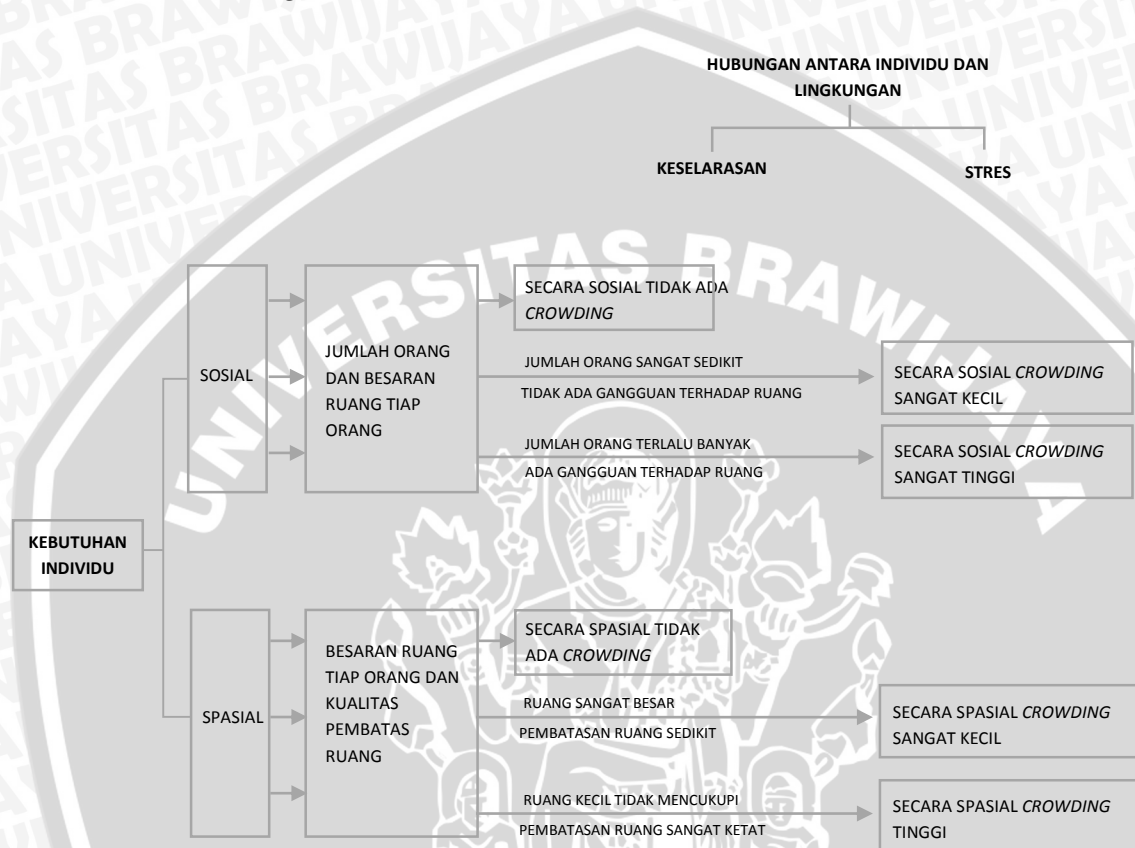 HUBUNGAN ANTARA INDIVIDU DAN
LINGKUNGAN
KESELARASAN
STRES
UNIVERSITAS BRAWIJAYA
KEBUTUHAN
INDIVIDU
SOSIAL
JUMLAH ORANG
DAN BESARAN
RUANG TIAP
ORANG
SECARA SOSIAL TIDAK ADA
CROWDING
JUMLAH ORANG SANGAT SEDIKIT
TIDAK ADA GANGGUAN TERHADAP RUANG
SECARA SOSIAL CROWDING
SANGAT KECIL
JUMLAH ORANG TERLALU BANYAK
ADA GANGGUAN TERHADAP RUANG
SECARA SOSIAL CROWDING
SANGAT TINGGI
SPASIAL
BESARAN RUANG
TIAP ORANG DAN
KUALITAS
PEMBATAS
RUANG
SECARA SPASIAL TIDAK
ADA CROWDING
RUANG SANGAT BESAR
PEMBATASAN RUANG SEDIKIT
SECARA SPASIAL CROWDING
SANGAT KECIL
RUANG KECIL TIDAK MENCUKUPI
PEMBATASAN RUANG SANGAT KETAT
SECARA SPASIAL CROWDING
TINGGI